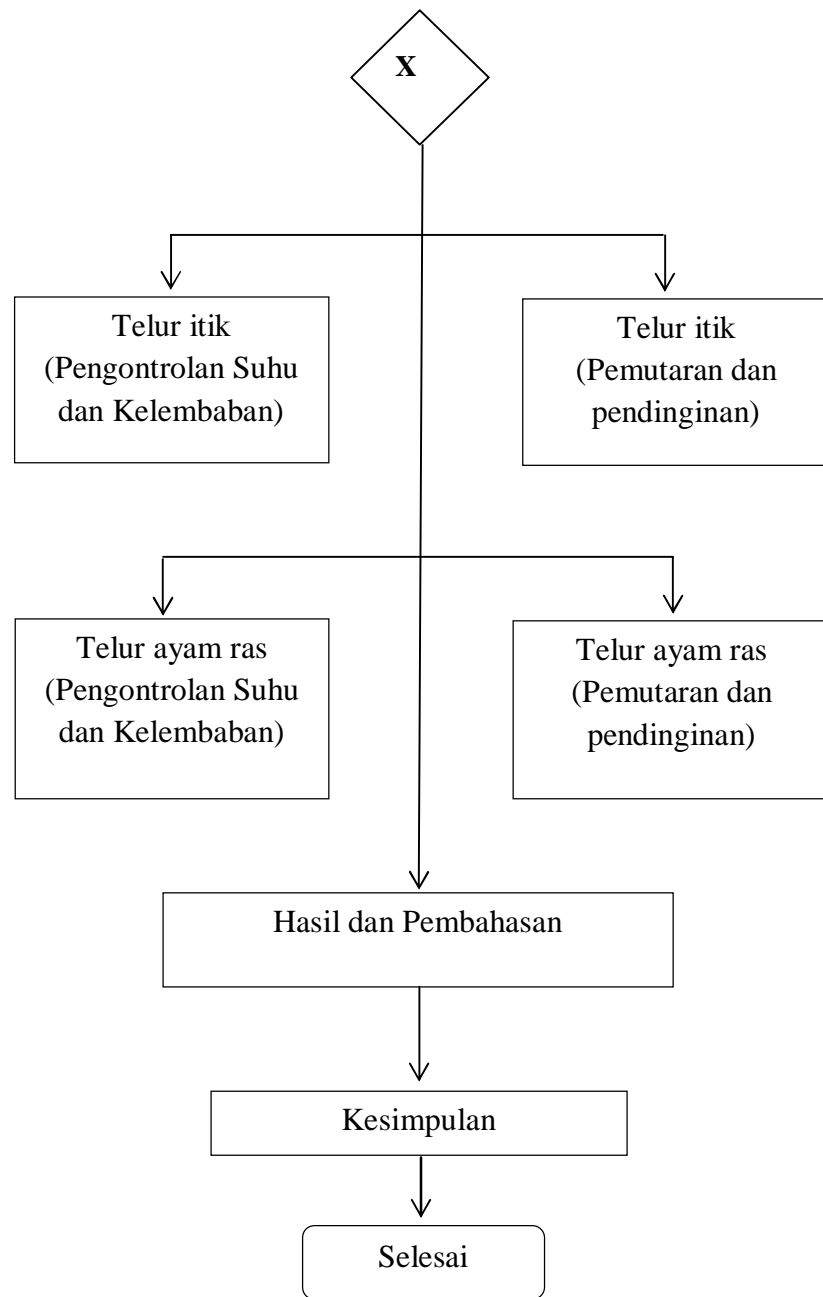 X
Telur itik
(Pengontrolan Suhu
dan Kelembaban)
Telur itik
(Pemutaran dan
pendinginan)
Telur ayam ras
(Pengontrolan Suhu
dan Kelembaban)
Telur ayam ras
(Pemutaran dan
pendinginan)
Hasil dan Pembahasan
Kesimpulan
Selesai